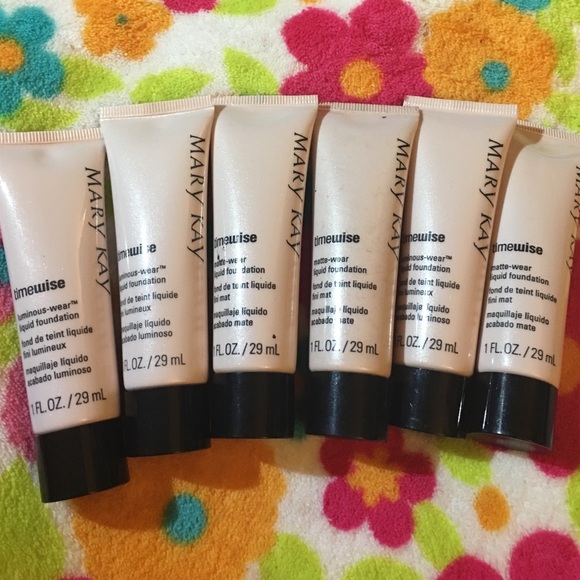 MARY KAY
timewise
luminous-wear™
liquid foundation
fond de teint liquide
fini lumineux
maquillaje líquido
acabado luminoso
1 FL.OZ. / 29 mL
MARY KAY
timewise
luminous-wear™
liquid foundation
fond de teint liquide
fini lumineux
maquillaje líquido
acabado luminoso
1 FL.OZ. / 29 mL
MARY KAY
timewise
matte-wear
liquid foundation
fond de teint liquide
fini mat
maquillaje líquido
acabado mate
1 FL.OZ. / 29 mL
MARY KAY
timewise
matte-wear
liquid foundation
fond de teint liquide
fini mat
maquillaje líquido
acabado mate
1 FL.OZ. / 29 mL
MARY KAY
timewise
luminous-wear™
liquid foundation
fond de teint liquide
fini lumineux
maquillaje líquido
acabado luminoso
1 FL.OZ. / 29 mL
MARY KAY
timewise
matte-wear
liquid foundation
fond de teint liquide
fini mat
maquillaje líquido
acabado mate
1 FL.OZ. / 29 mL